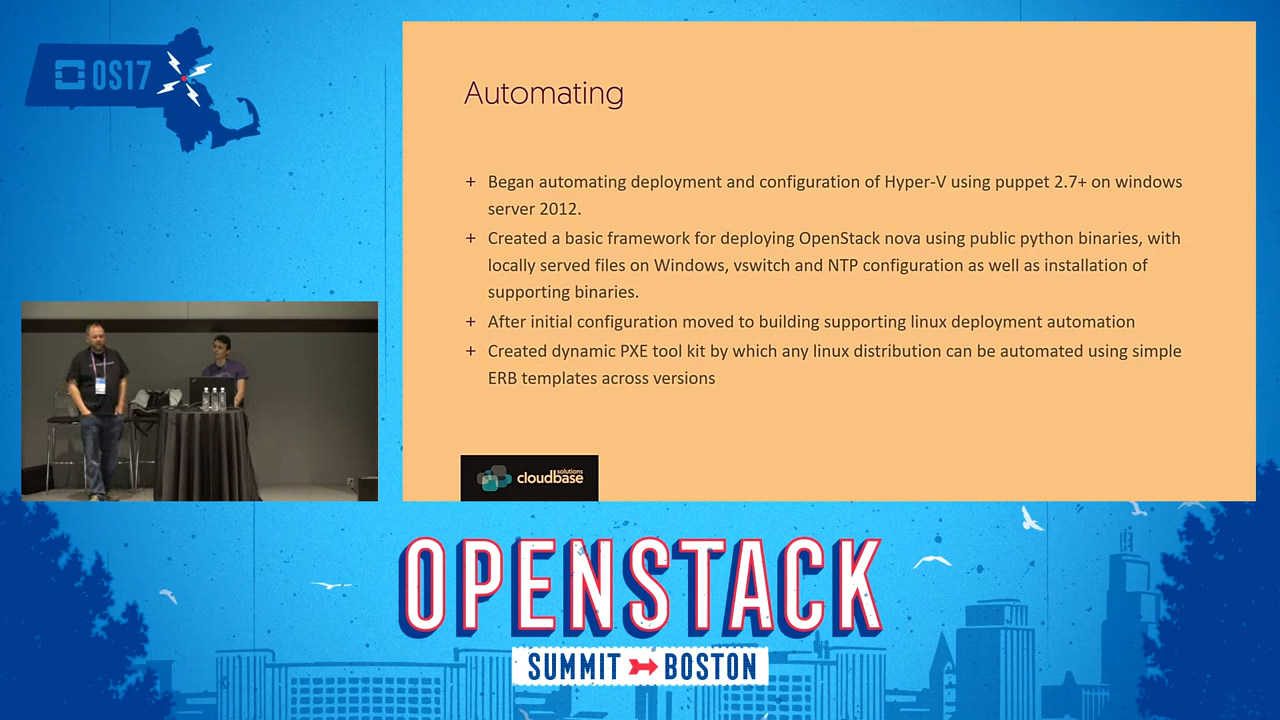 OS17
Automating
+ Began automating deployment and configuration of Hyper-V using puppet 2.7+ on windows
server 2012.
+ Created a basic framework for deploying OpenStack nova using public python binaries, with
locally served files on Windows, vswitch and NTP configuration as well as installation of
supporting binaries.
+ After initial configuration moved to building supporting linux deployment automation
+ Created dynamic PXE tool kit by which any linux distribution can be automated using simple
ERB templates across versions
cloudbase solutions
OPENSTACK
SUMMIT BOSTON